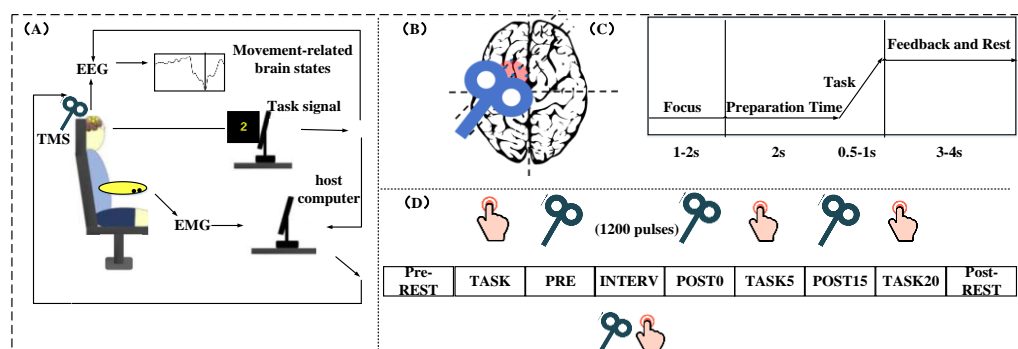 (A)
EEG
Movement-related
brain states
TMS
Task signal
2
host
computer
EMG
(B)
(C)
Feedback and Rest
Task
Focus
Preparation Time
1-2s
2s
0.5-1s
3-4s
(D)
(1200 pulses)
Pre-
REST
TASK
PRE
INTERV
POST0
TASK5
POST15
TASK20
Post-
REST